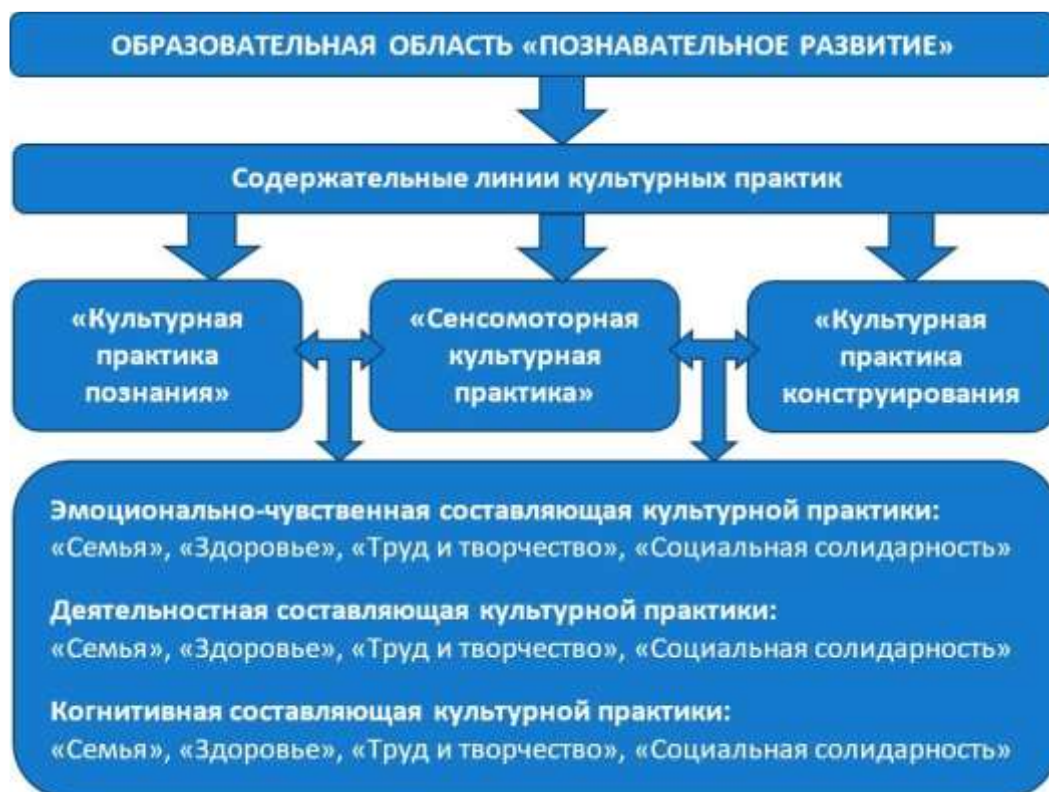 ОБРАЗОВАТЕЛЬНАЯ ОБЛАСТЬ «ПОЗНАВАТЕЛЬНОЕ РАЗВИТИЕ»
Содержательные линии культурных практик
«Культурная
практика
познания»
«Сенсомоторная
культурная
практика»
«Культурная
практика
конструирования
Эмоционально-чувственная составляющая культурной практики:
«Семья», «Здоровье», «Труд и творчество», «Социальная солидарность»
Деятельностная составляющая культурной практики:
«Семья», «Здоровье», «Труд и творчество», «Социальная солидарность»
Когнитивная составляющая культурной практики:
«Семья», «Здоровье», «Труд и творчество», «Социальная солидарность»